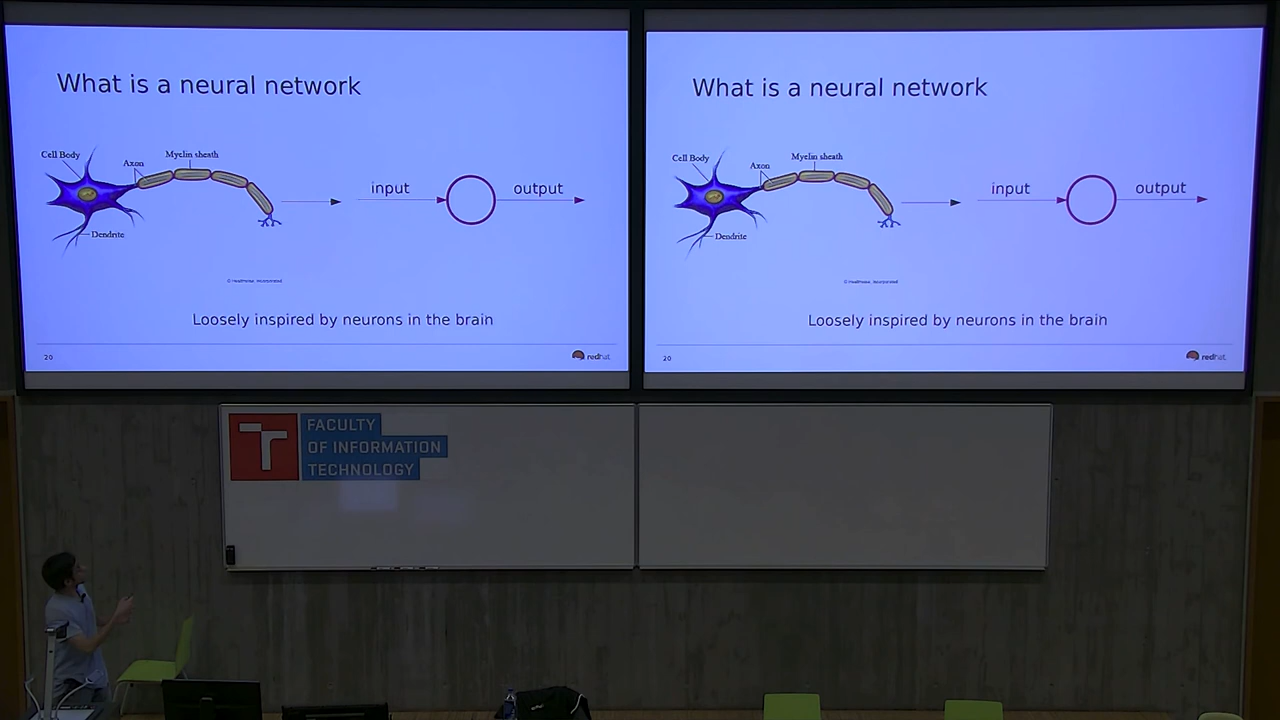 What is a neural network
Cell Body
Axon
Myelin sheath
Dendrite
input
output
Loosely inspired by neurons in the brain
20
redhat
What is a neural network
Cell Body
Axon
Myelin sheath
Dendrite
input
output
Loosely inspired by neurons in the brain
20
redhat
FACULTY
OF INFORMATION
TECHNOLOGY